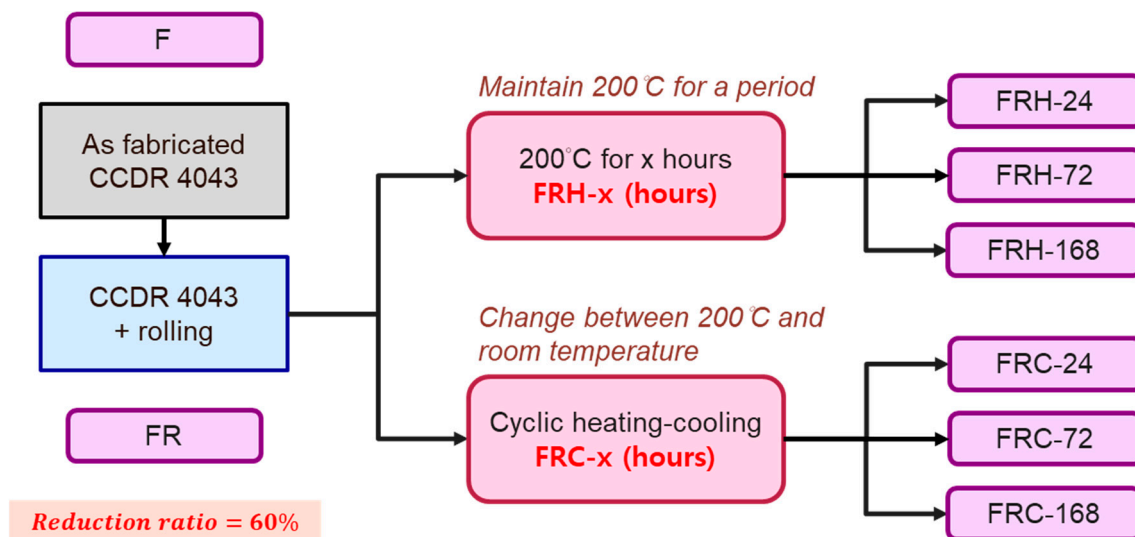 F
As fabricated
CCDR 4043
CCDR 4043
+ rolling
FR
Reduction ratio = 60%
Maintain 200℃ for a period
200°C for x hours
FRH-x (hours)
Change between 200℃ and
room temperature
Cyclic heating-cooling
FRC-x (hours)
FRH-24
FRH-72
FRH-168
FRC-24
FRC-72
FRC-168